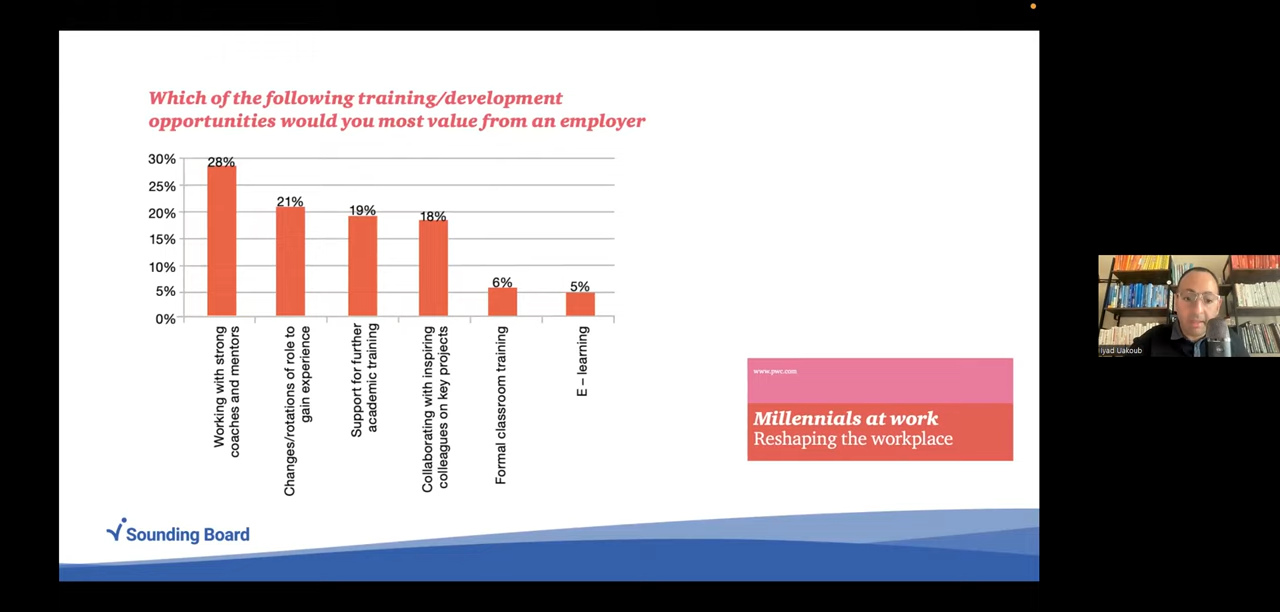 Which of the following training/development
opportunities would you most value from an employer
30%
25%
20%
15%
10%
5%
0%
28%
21%
19%
18%
6%
5%
Working with strong
coaches and mentors
Changes/rotations of role to
gain experience
Support for further
academic training
Collaborating with inspiring
colleagues on key projects
Formal classroom training
E – learning
www.pwc.com
Millennials at work
Reshaping the workplace
Sounding Board
Iyad Uakoub